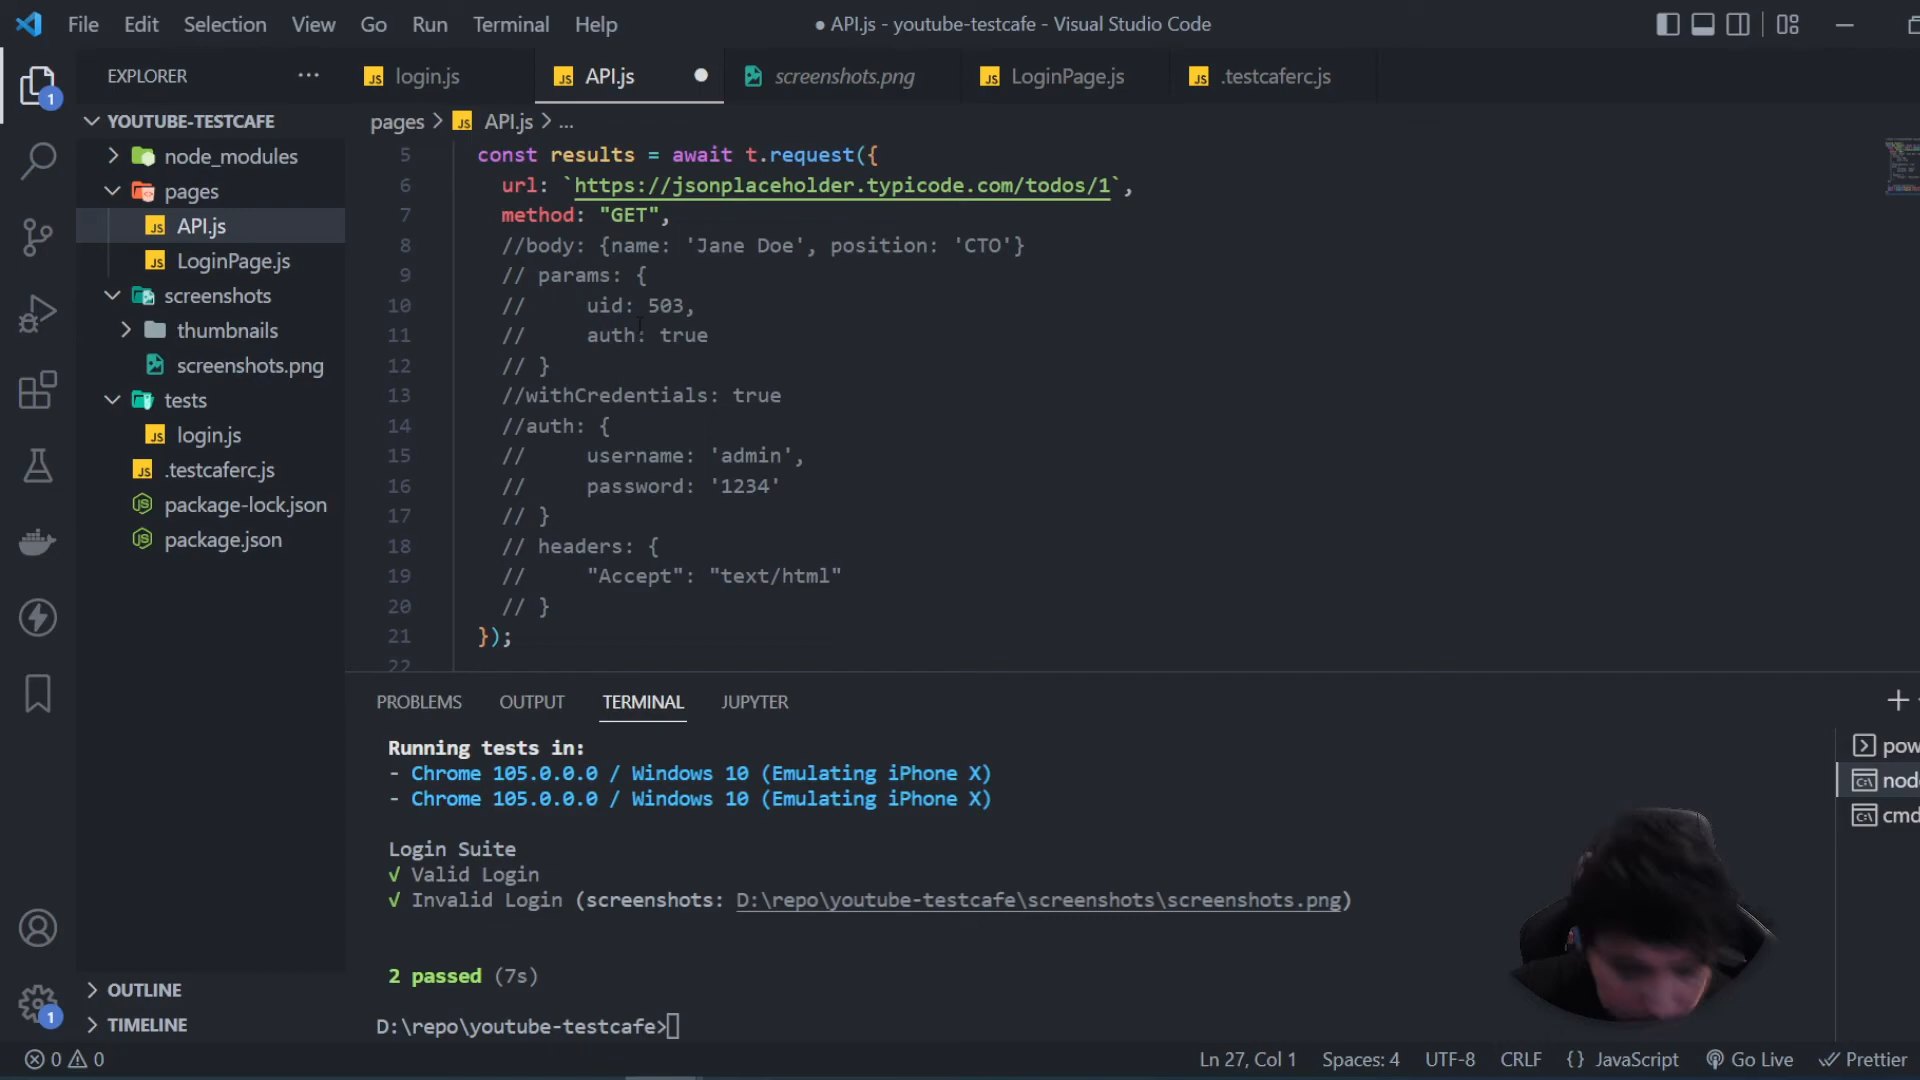 File Edit Selection View Go Run Terminal Help
● API.js - youtube-testcafe - Visual Studio Code
EXPLORER ...
login.js
API.js
screenshots.png
LoginPage.js
.testcaferc.js
YOUTUBE-TESTCAFE
node_modules
pages
API.js
LoginPage.js
screenshots
thumbnails
screenshots.png
tests
login.js
.testcaferc.js
package-lock.json
package.json
OUTLINE
TIMELINE
1
1
pages > API.js > ...
5 const results = await t.request({
6 url: `https://jsonplaceholder.typicode.com/todos/1`,
7 method: "GET",
8 //body: {name: 'Jane Doe', position: 'CTO'}
9 // params: {
10 // uid: 503,
11 // auth: true
12 // }
13 //withCredentials: true
14 //auth: {
15 // username: 'admin',
16 // password: '1234'
17 // }
18 // headers: {
19 // "Accept": "text/html"
20 // }
21 });
22
PROBLEMS OUTPUT TERMINAL JUPYTER
Running tests in:
- Chrome 105.0.0.0 / Windows 10 (Emulating iPhone X)
- Chrome 105.0.0.0 / Windows 10 (Emulating iPhone X)
Login Suite
√ Valid Login
√ Invalid Login (screenshots: D:\repo\youtube-testcafe\screenshots\screenshots.png)
2 passed (7s)
D:\repo\youtube-testcafe>
pow
node
cmd
0 0
Ln 27, Col 1 Spaces: 4 UTF-8 CRLF {} JavaScript Go Live Prettier